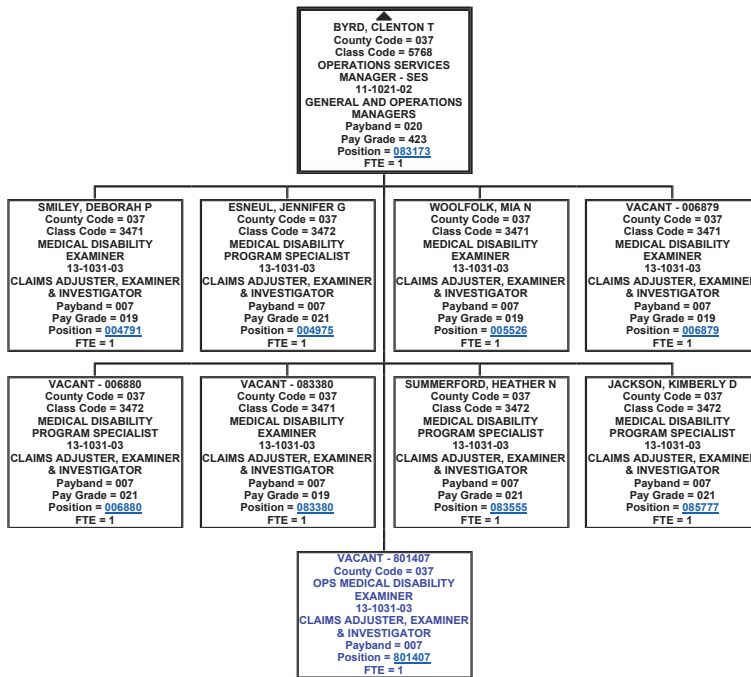 BYRD, CLENTON T
County Code = 037
Class Code = 5768
OPERATIONS SERVICES
MANAGER - SES
11-1021-02
GENERAL AND OPERATIONS
MANAGERS
Payband = 020
Pay Grade = 423
Position = 083173
FTE = 1
SMILEY, DEBORAH P
County Code = 037
Class Code = 3471
MEDICAL DISABILITY
EXAMINER
13-1031-03
CLAIMS ADJUSTER, EXAMINER
& INVESTIGATOR
Payband = 007
Pay Grade = 019
Position = 004791
FTE = 1
ESNEUL, JENNIFER G
County Code = 037
Class Code = 3472
MEDICAL DISABILITY
PROGRAM SPECIALIST
13-1031-03
CLAIMS ADJUSTER, EXAMINER
& INVESTIGATOR
Payband = 007
Pay Grade = 021
Position = 004975
FTE = 1
WOOLFOLK, MIA N
County Code = 037
Class Code = 3471
MEDICAL DISABILITY
EXAMINER
13-1031-03
CLAIMS ADJUSTER, EXAMINER
& INVESTIGATOR
Payband = 007
Pay Grade = 019
Position = 005526
FTE = 1
VACANT - 006879
County Code = 037
Class Code = 3471
MEDICAL DISABILITY
EXAMINER
13-1031-03
CLAIMS ADJUSTER, EXAMINER
& INVESTIGATOR
Payband = 007
Pay Grade = 019
Position = 006879
FTE = 1
VACANT - 006880
County Code = 037
Class Code = 3472
MEDICAL DISABILITY
PROGRAM SPECIALIST
13-1031-03
CLAIMS ADJUSTER, EXAMINER
& INVESTIGATOR
Payband = 007
Pay Grade = 021
Position = 006880
FTE = 1
VACANT - 083380
County Code = 037
Class Code = 3471
MEDICAL DISABILITY
EXAMINER
13-1031-03
CLAIMS ADJUSTER, EXAMINER
& INVESTIGATOR
Payband = 007
Pay Grade = 019
Position = 083380
FTE = 1
SUMMERFORD, HEATHER N
County Code = 037
Class Code = 3472
MEDICAL DISABILITY
PROGRAM SPECIALIST
13-1031-03
CLAIMS ADJUSTER, EXAMINER
& INVESTIGATOR
Payband = 007
Pay Grade = 021
Position = 083555
FTE = 1
JACKSON, KIMBERLY D
County Code = 037
Class Code = 3472
MEDICAL DISABILITY
PROGRAM SPECIALIST
13-1031-03
CLAIMS ADJUSTER, EXAMINER
& INVESTIGATOR
Payband = 007
Pay Grade = 021
Position = 085777
FTE = 1
VACANT - 801407
County Code = 037
OPS MEDICAL DISABILITY
EXAMINER
13-1031-03
CLAIMS ADJUSTER, EXAMINER
& INVESTIGATOR
Payband = 007
Position = 801407
FTE = 1